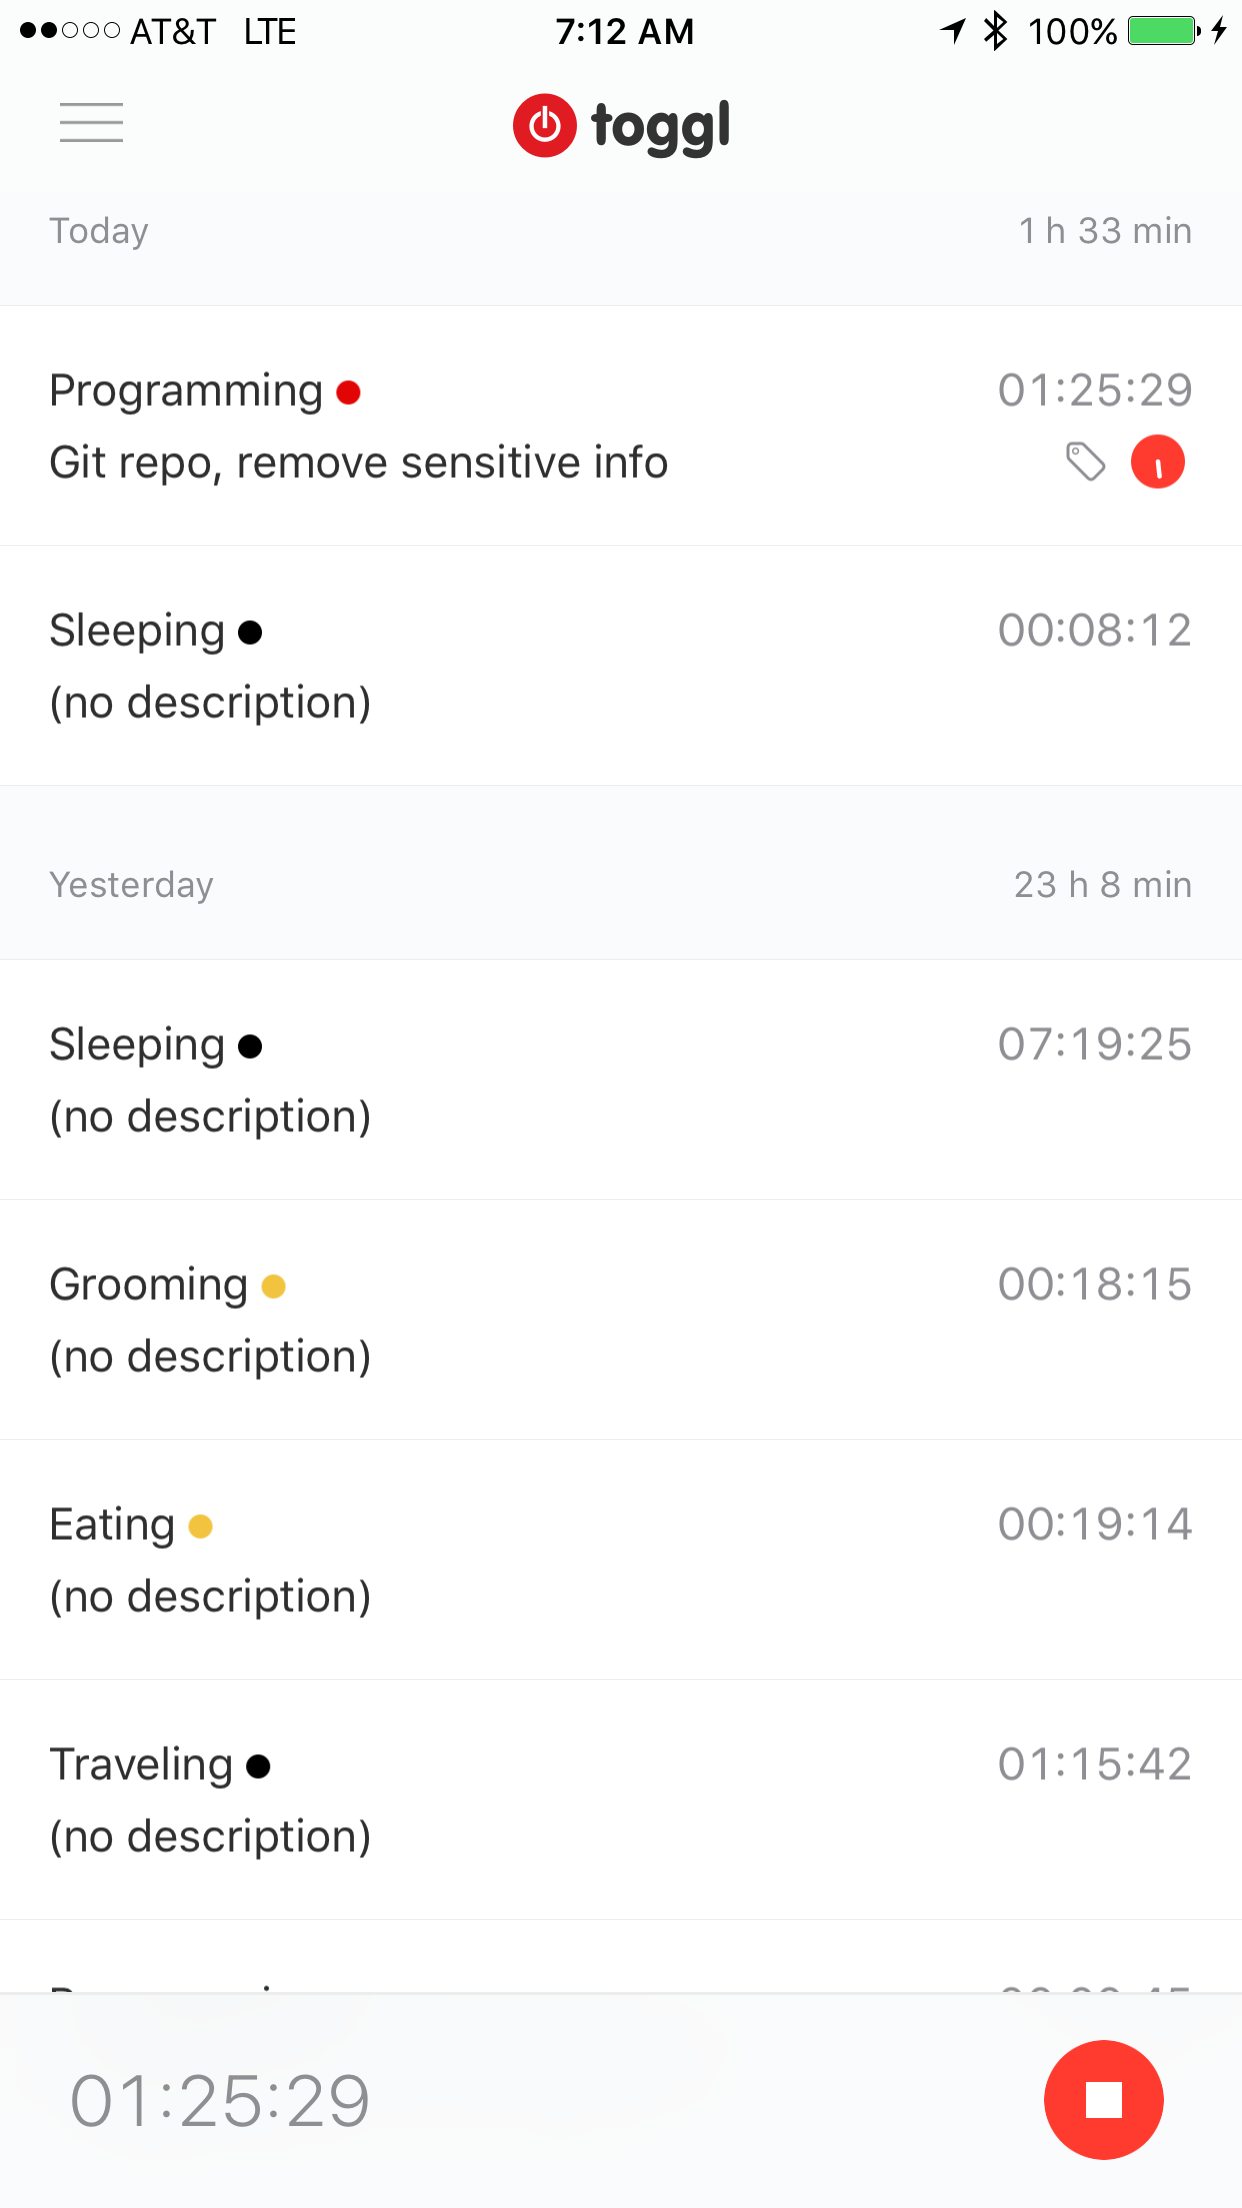 AT&T LTE 7:12 AM 100%
toggl
Today 1 h 33 min
Programming 01:25:29
Git repo, remove sensitive info
Sleeping 00:08:12
(no description)
Yesterday 23 h 8 min
Sleeping 07:19:25
(no description)
Grooming 00:18:15
(no description)
Eating 00:19:14
(no description)
Traveling 01:15:42
(no description)
01:25:29